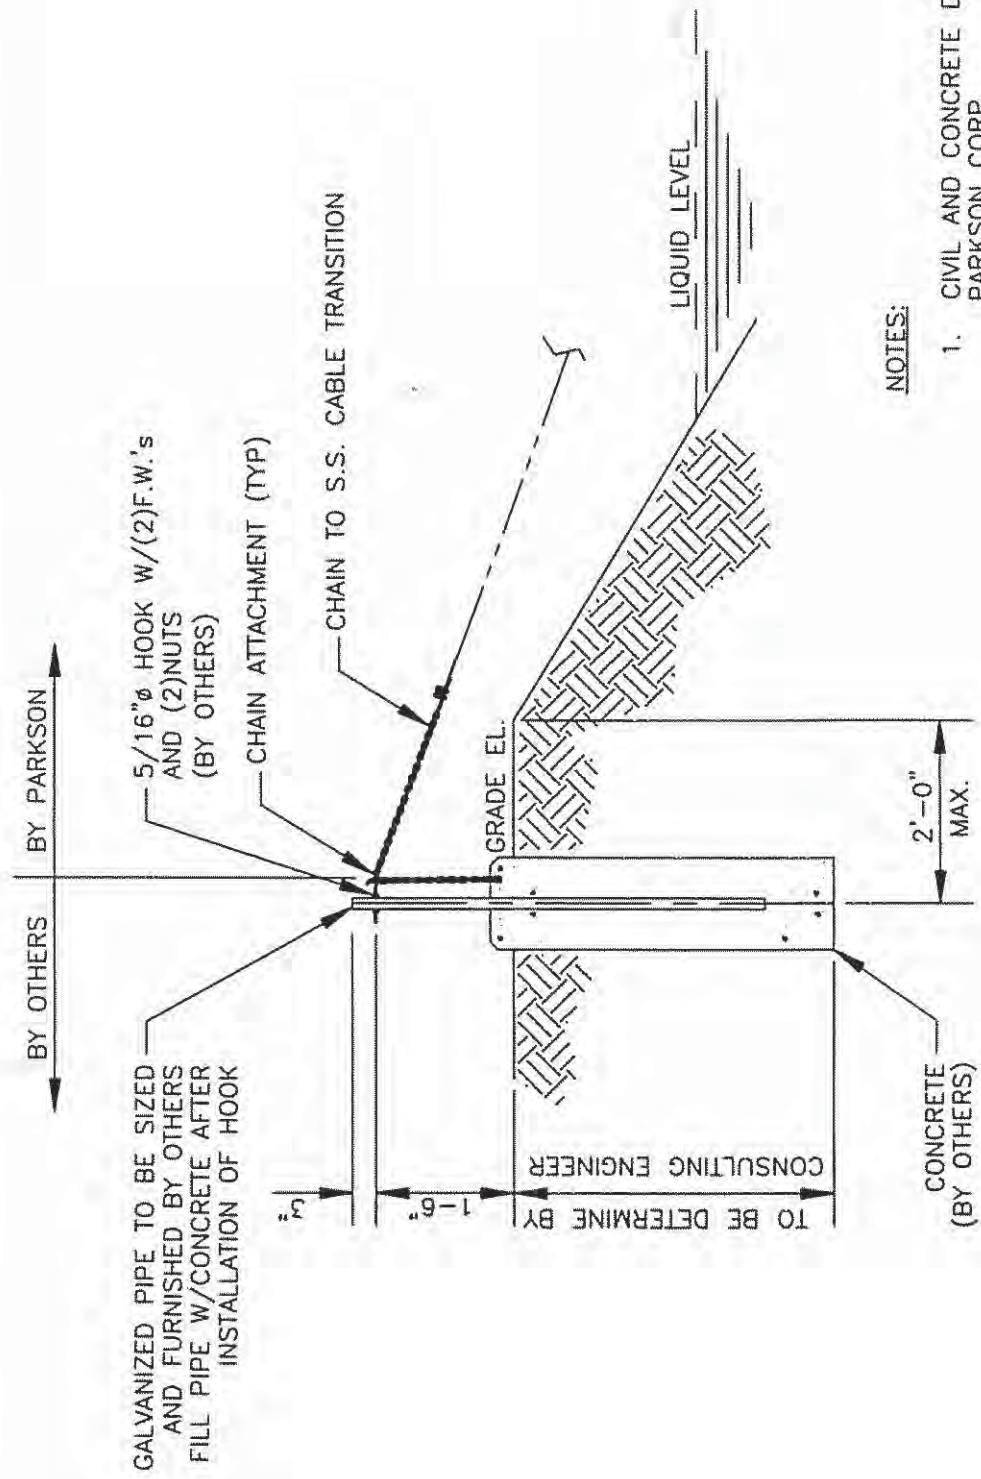 BY OTHERS
BY PARKSON
GALVANIZED PIPE TO BE SIZED
AND FURNISHED BY OTHERS
FILL PIPE W/CONCRETE AFTER
INSTALLATION OF HOOK
5/16"ø HOOK W/(2)F.W.'s
AND (2)NUTS
(BY OTHERS)
CHAIN ATTACHMENT (TYP)
CHAIN TO S.S. CABLE TRANSITION
3"
1-6"
TO BE DETERMINE BY
CONSULTING ENGINEER
GRADE EL.
LIQUID LEVEL
2'-0"
MAX.
CONCRETE
(BY OTHERS)
NOTES:
1. CIVIL AND CONCRETE D
PARKSON CORP